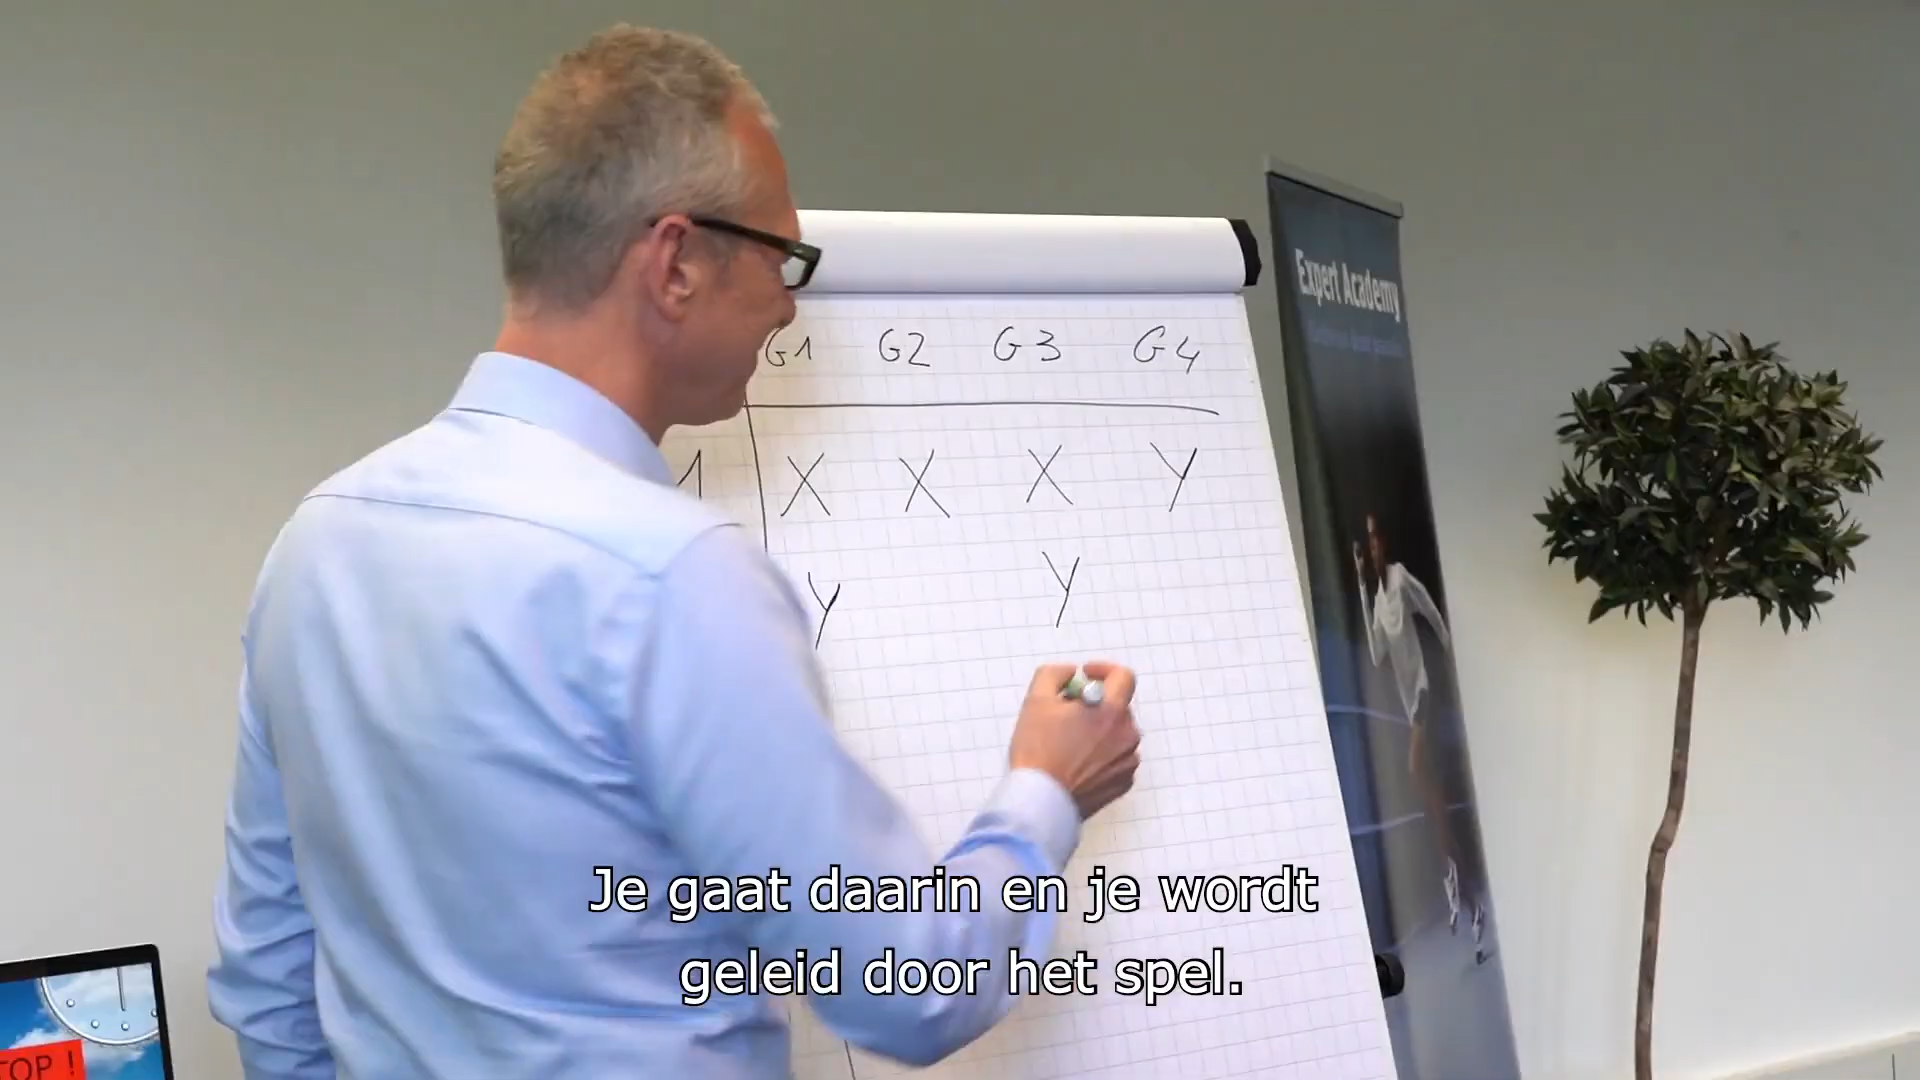 Expert Academy
G1 G2 G3 G4
1 X X X Y
Y Y
Je gaat daarin en je wordt
geleid door het spel.
TOP !